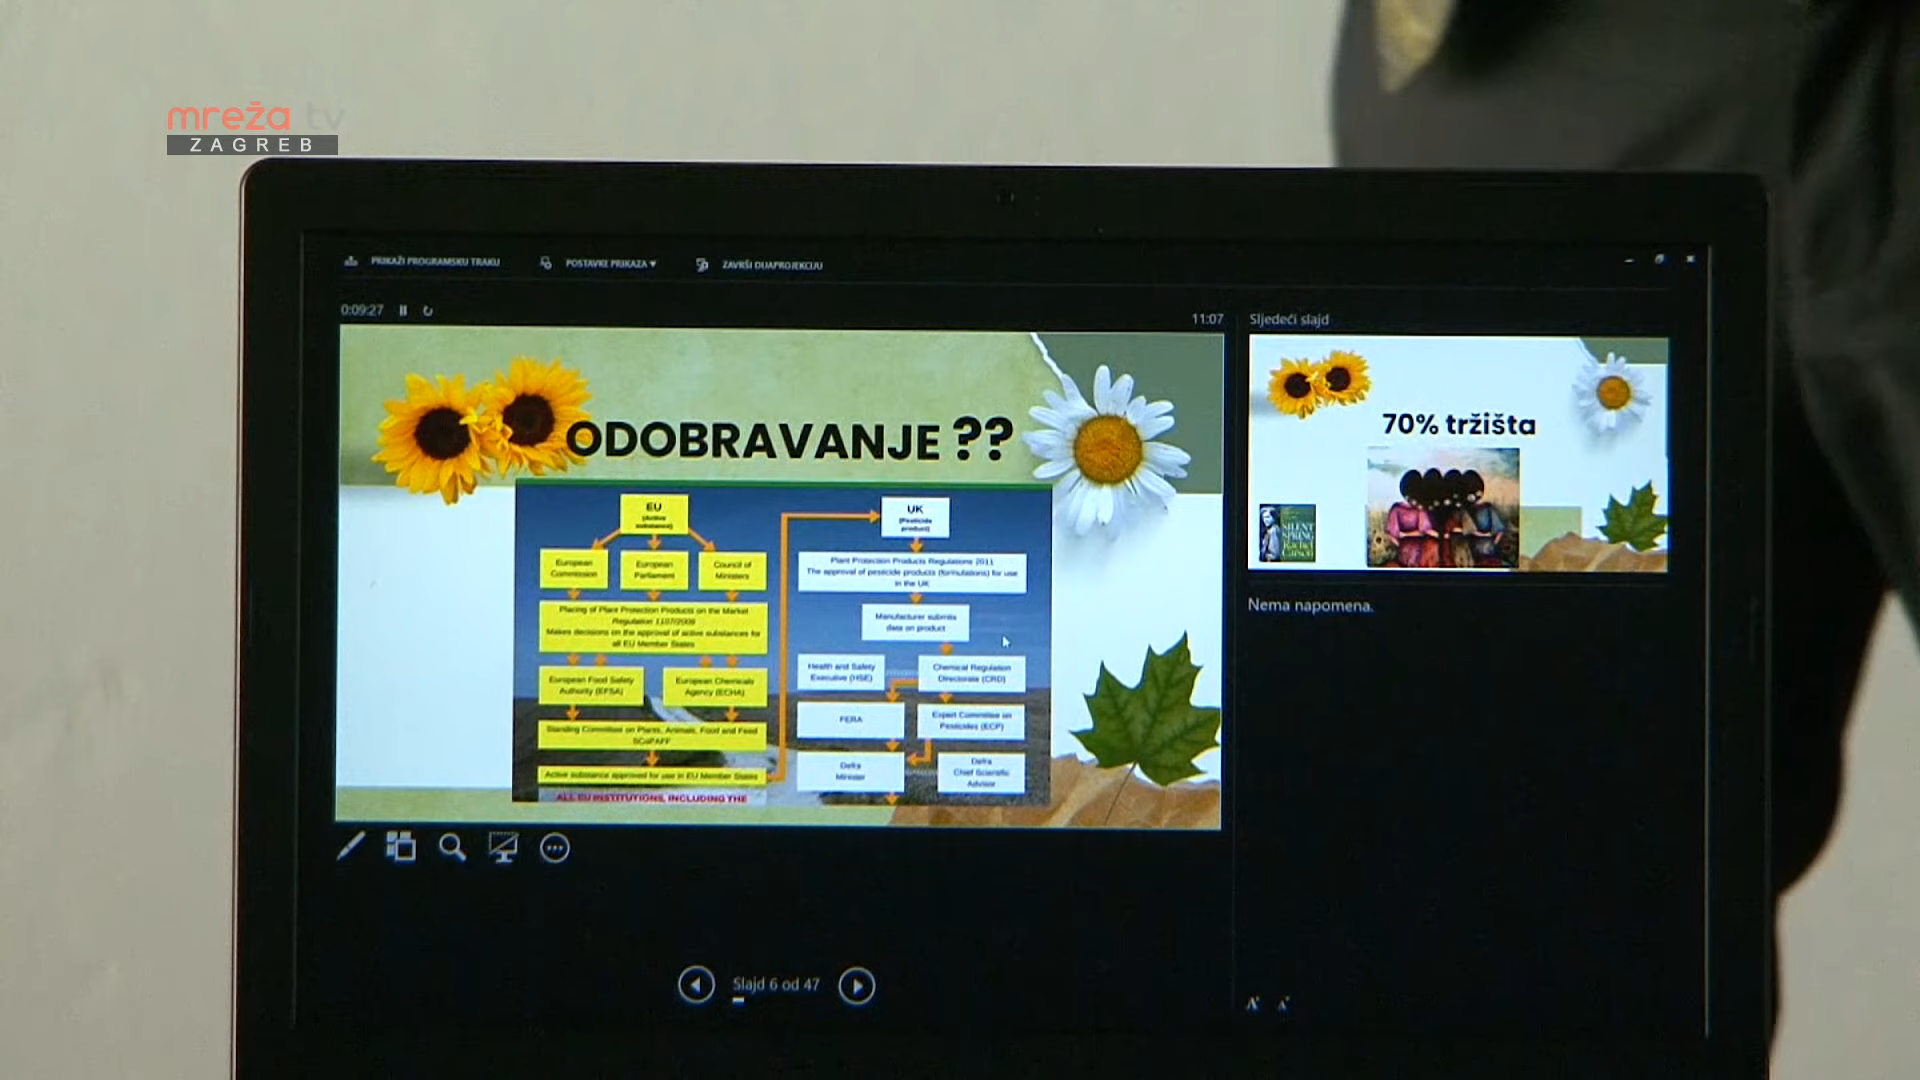 mreža tv
ZAGREB
PRIKAŽI PROGRAMSKU TRAKU
POSTAVKE PRIKAZA ▾
ZAVRŠI DIJAPROJEKCIJU
0:09:27
11:07
Sljedeći slajd
ODOBRAVANJE ??
EU
(Active
substance)
European
Commission
European
Parliament
Council of
Ministers
Placing of Plant Protection Products on the Market
Regulation 1107/2009
Makes decisions on the approval of active substances for
all EU Member States
European Food Safety
Authority (EFSA)
European Chemicals
Agency (ECHA)
Standing Committee on Plants, Animals, Food and Feed
SCoPAFF
Active substance approved for use in EU Member States
ALL EU INSTITUTIONS, INCLUDING THE
UK
(Pesticide
product)
Plant Protection Products Regulations 2011
The approval of pesticide products (formulations) for use
in the UK
Manufacturer submits
data on product
Health and Safety
Executive (HSE)
Chemical Regulation
Directorate (CRD)
FERA
Expert Committee on
Pesticides (ECP)
Defra
Minister
Defra
Chief Scientific
Advisor
70% tržišta
SILENT
SPRING
Rachel
Carson
Nema napomena.
Slajd 6 od 47